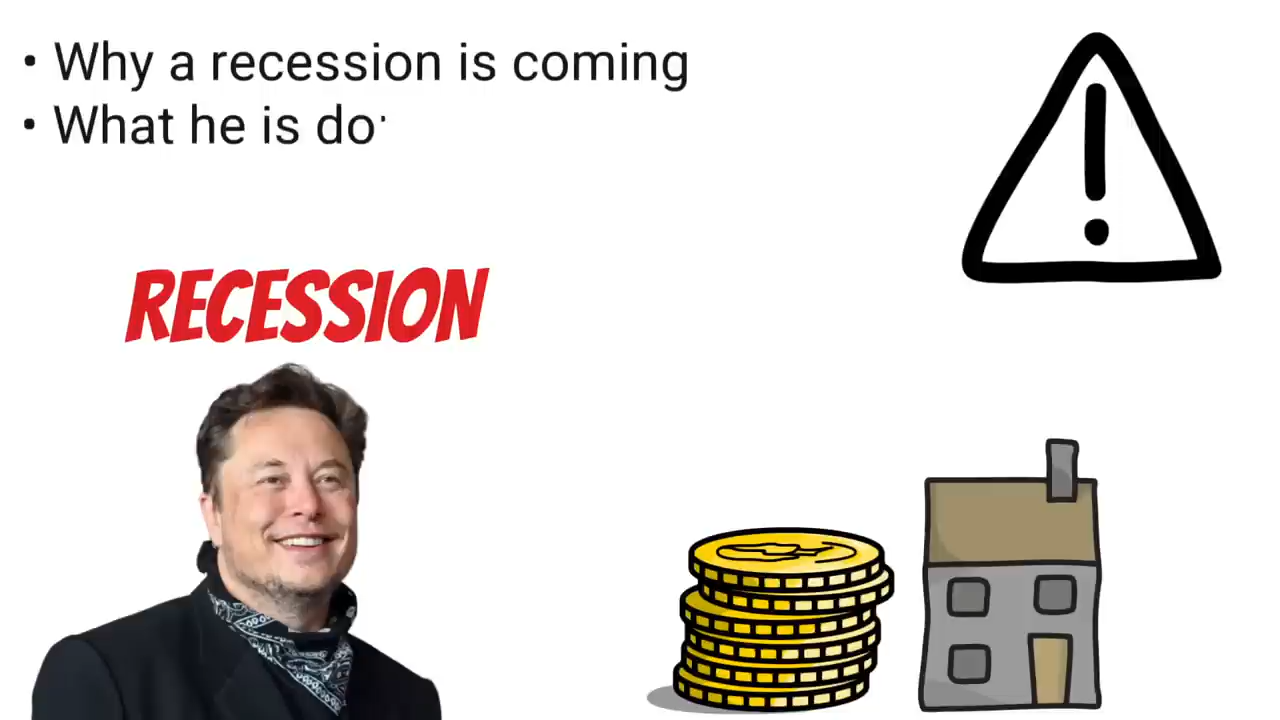 • Why a recession is coming
• What he is do
RECESSION